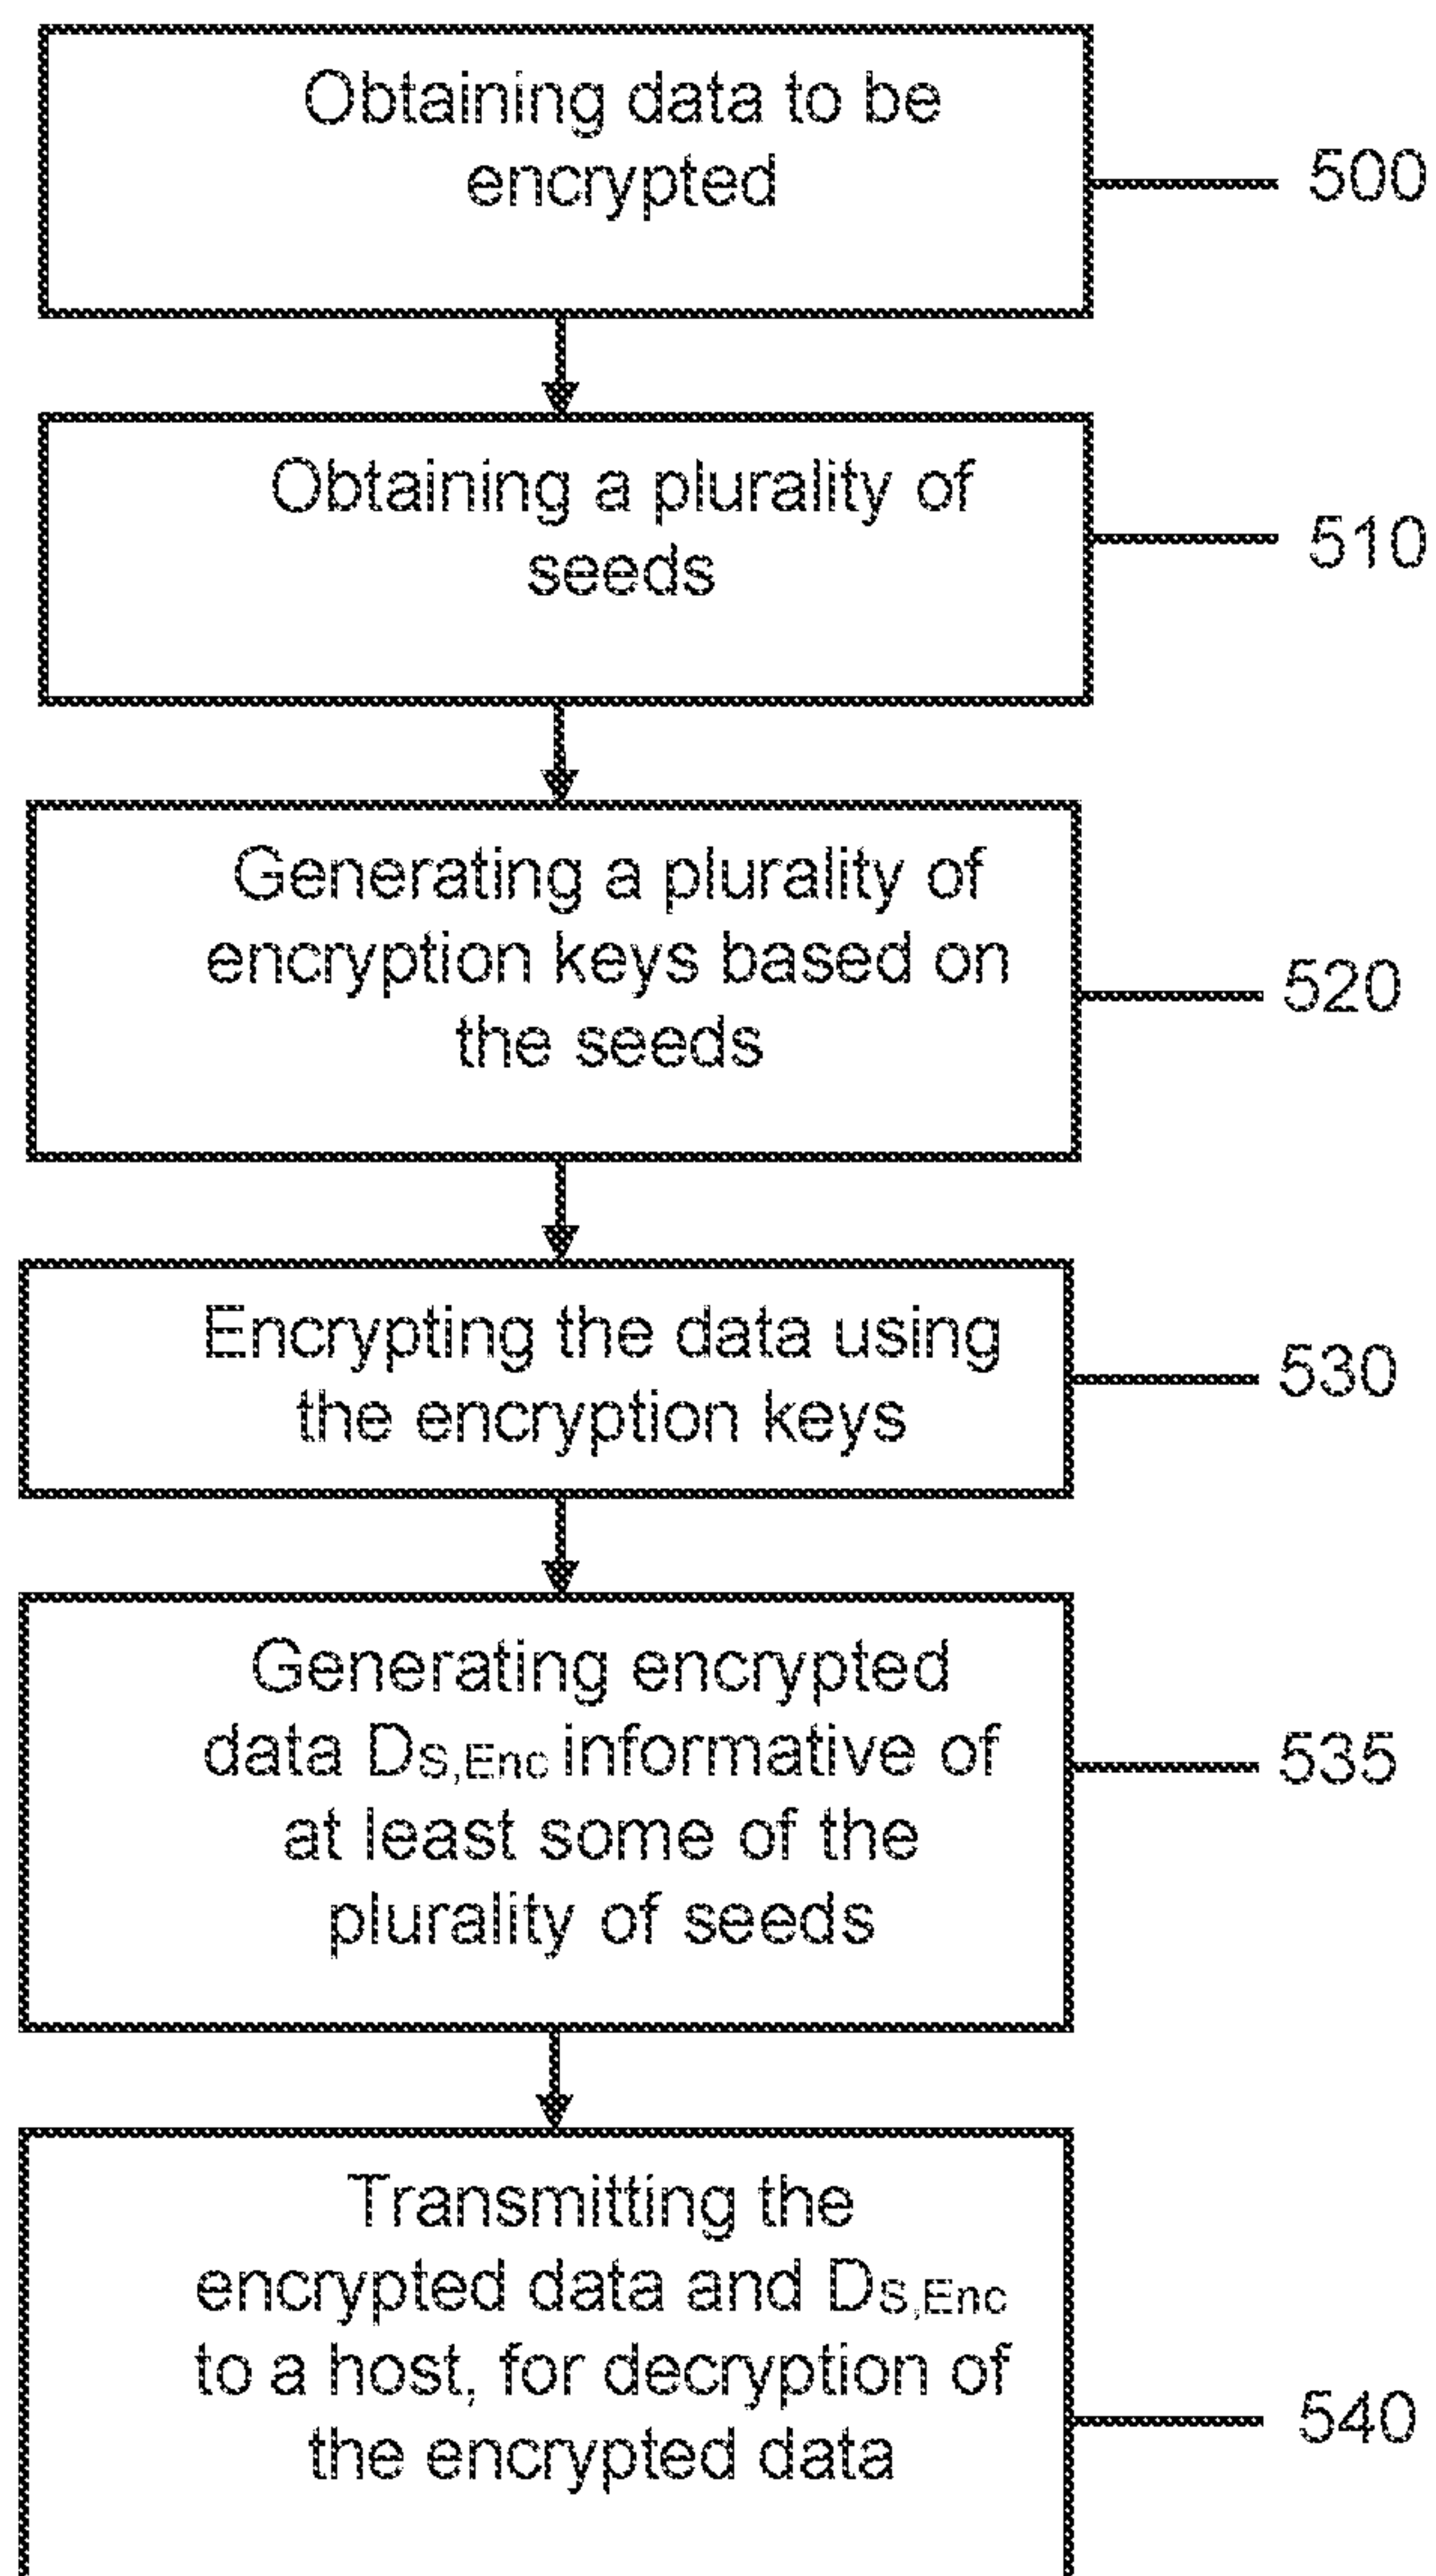 Obtaining data to be
encrypted
500
Obtaining a plurality of
seeds
510
Generating a plurality of
encryption keys based on
the seeds
520
Encrypting the data using
the encryption keys
530
Generating encrypted
data Ds,Enc informative of
at least some of the
plurality of seeds
535
Transmitting the
encrypted data and Ds,Enc
to a host, for decryption of
the encrypted data
540